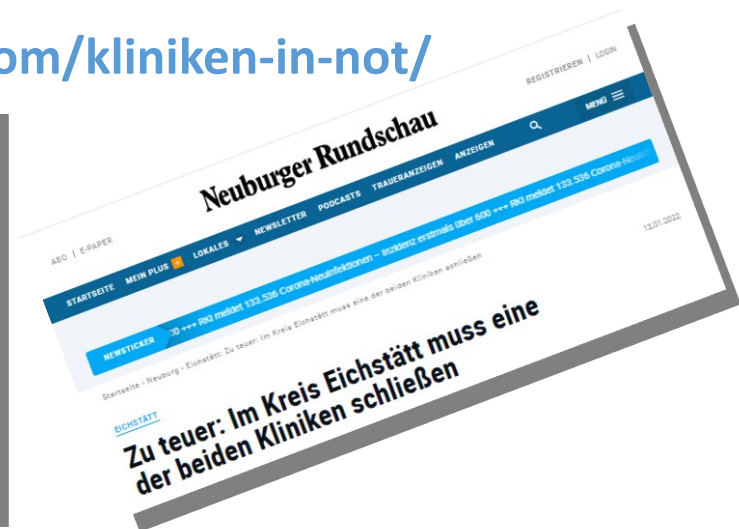 om/kliniken-in-not/
REGISTRIEREN | LOGIN
Neuburger Rundschau
ABO | E-PAPER
MENÜ
STARTSEITE MEIN PLUS + LOKALES NEWSLETTER PODCASTS TRAUERANZEIGEN ANZEIGEN
NEWSTICKER 00 +++ RKI meldet 133.536 Corona-Neuinfektionen – Inzidenz erstmals über 600 +++ RKI meldet 133.536 Corona-Neuinf
12.01.2022
Startseite › Neuburg › Eichstätt: Zu teuer: Im Kreis Eichstätt muss eine der beiden Kliniken schließen
EICHSTÄTT
Zu teuer: Im Kreis Eichstätt muss eine
der beiden Kliniken schließen